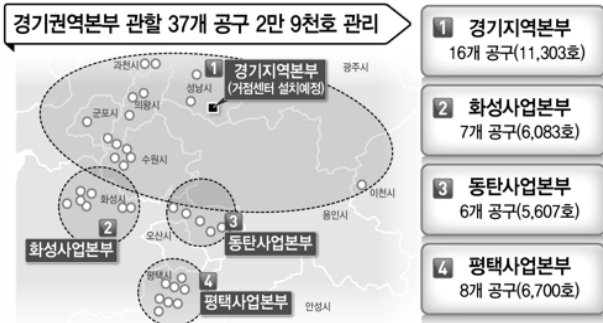 경기권역본부 관할 37개 공구 2만 9천호 관리
과천시
1
경기지역본부
(거점센터 설치예정)
광주시
성남시
의왕시
군포시
수원시
이천시
화성시
용인시
2
화성사업본부
오산시
3
동탄사업본부
평택시
4
평택사업본부
안성시
1 경기지역본부
16개 공구(11,303호)
2 화성사업본부
7개 공구(6,083호)
3 동탄사업본부
6개 공구(5,607호)
4 평택사업본부
8개 공구(6,700호)